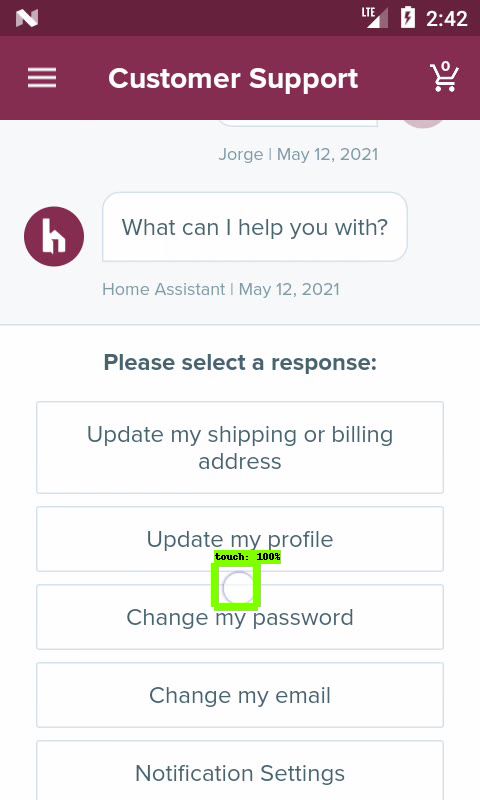 LTE
2:42
Customer Support
0
Jorge | May 12, 2021
h
What can I help you with?
Home Assistant | May 12, 2021
Please select a response:
Update my shipping or billing
address
Update my profile
touch: 100%
Change my password
Change my email
Notification Settings